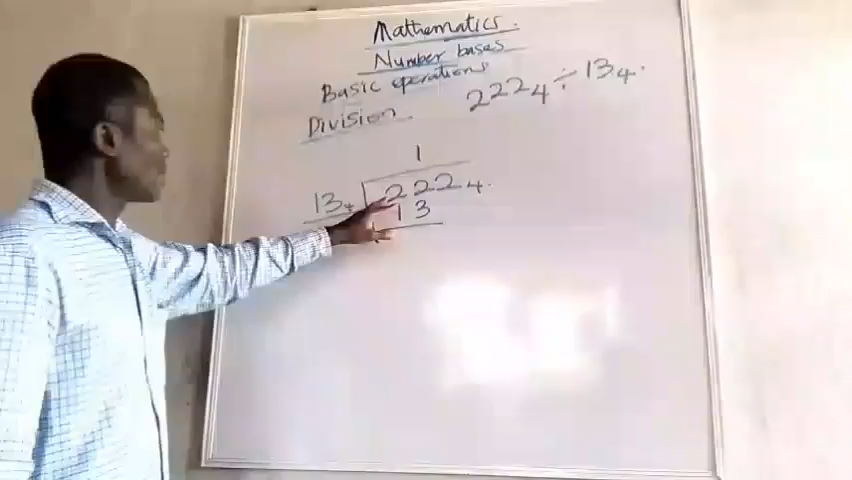 Mathematics.
Number bases
Basic operations
Division.
222₄ ÷ 13₄.
1
13₄ 222₄.
13